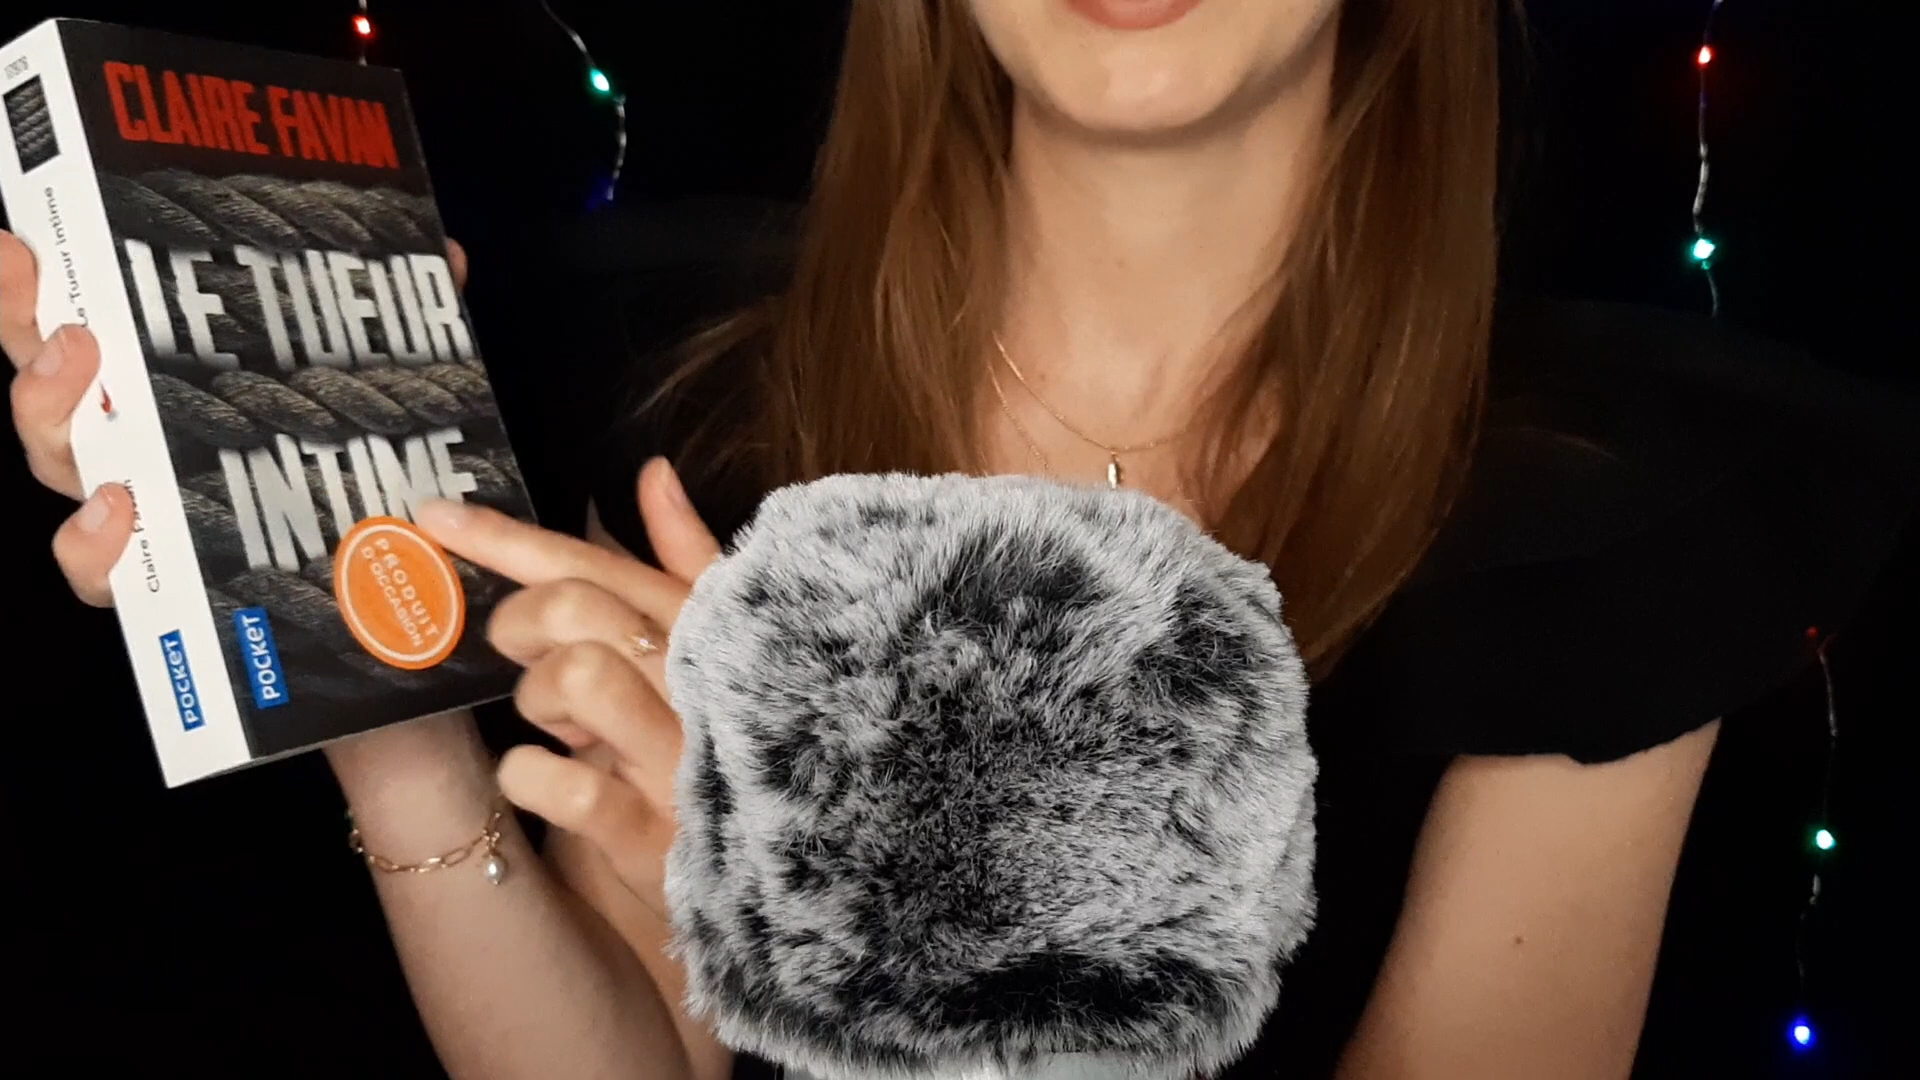 CLAIRE FAVAN
LE TUEUR
INTIME
PRODUIT
D'OCCASION
POCKET
Le Tueur intime
Claire Favan
POCKET